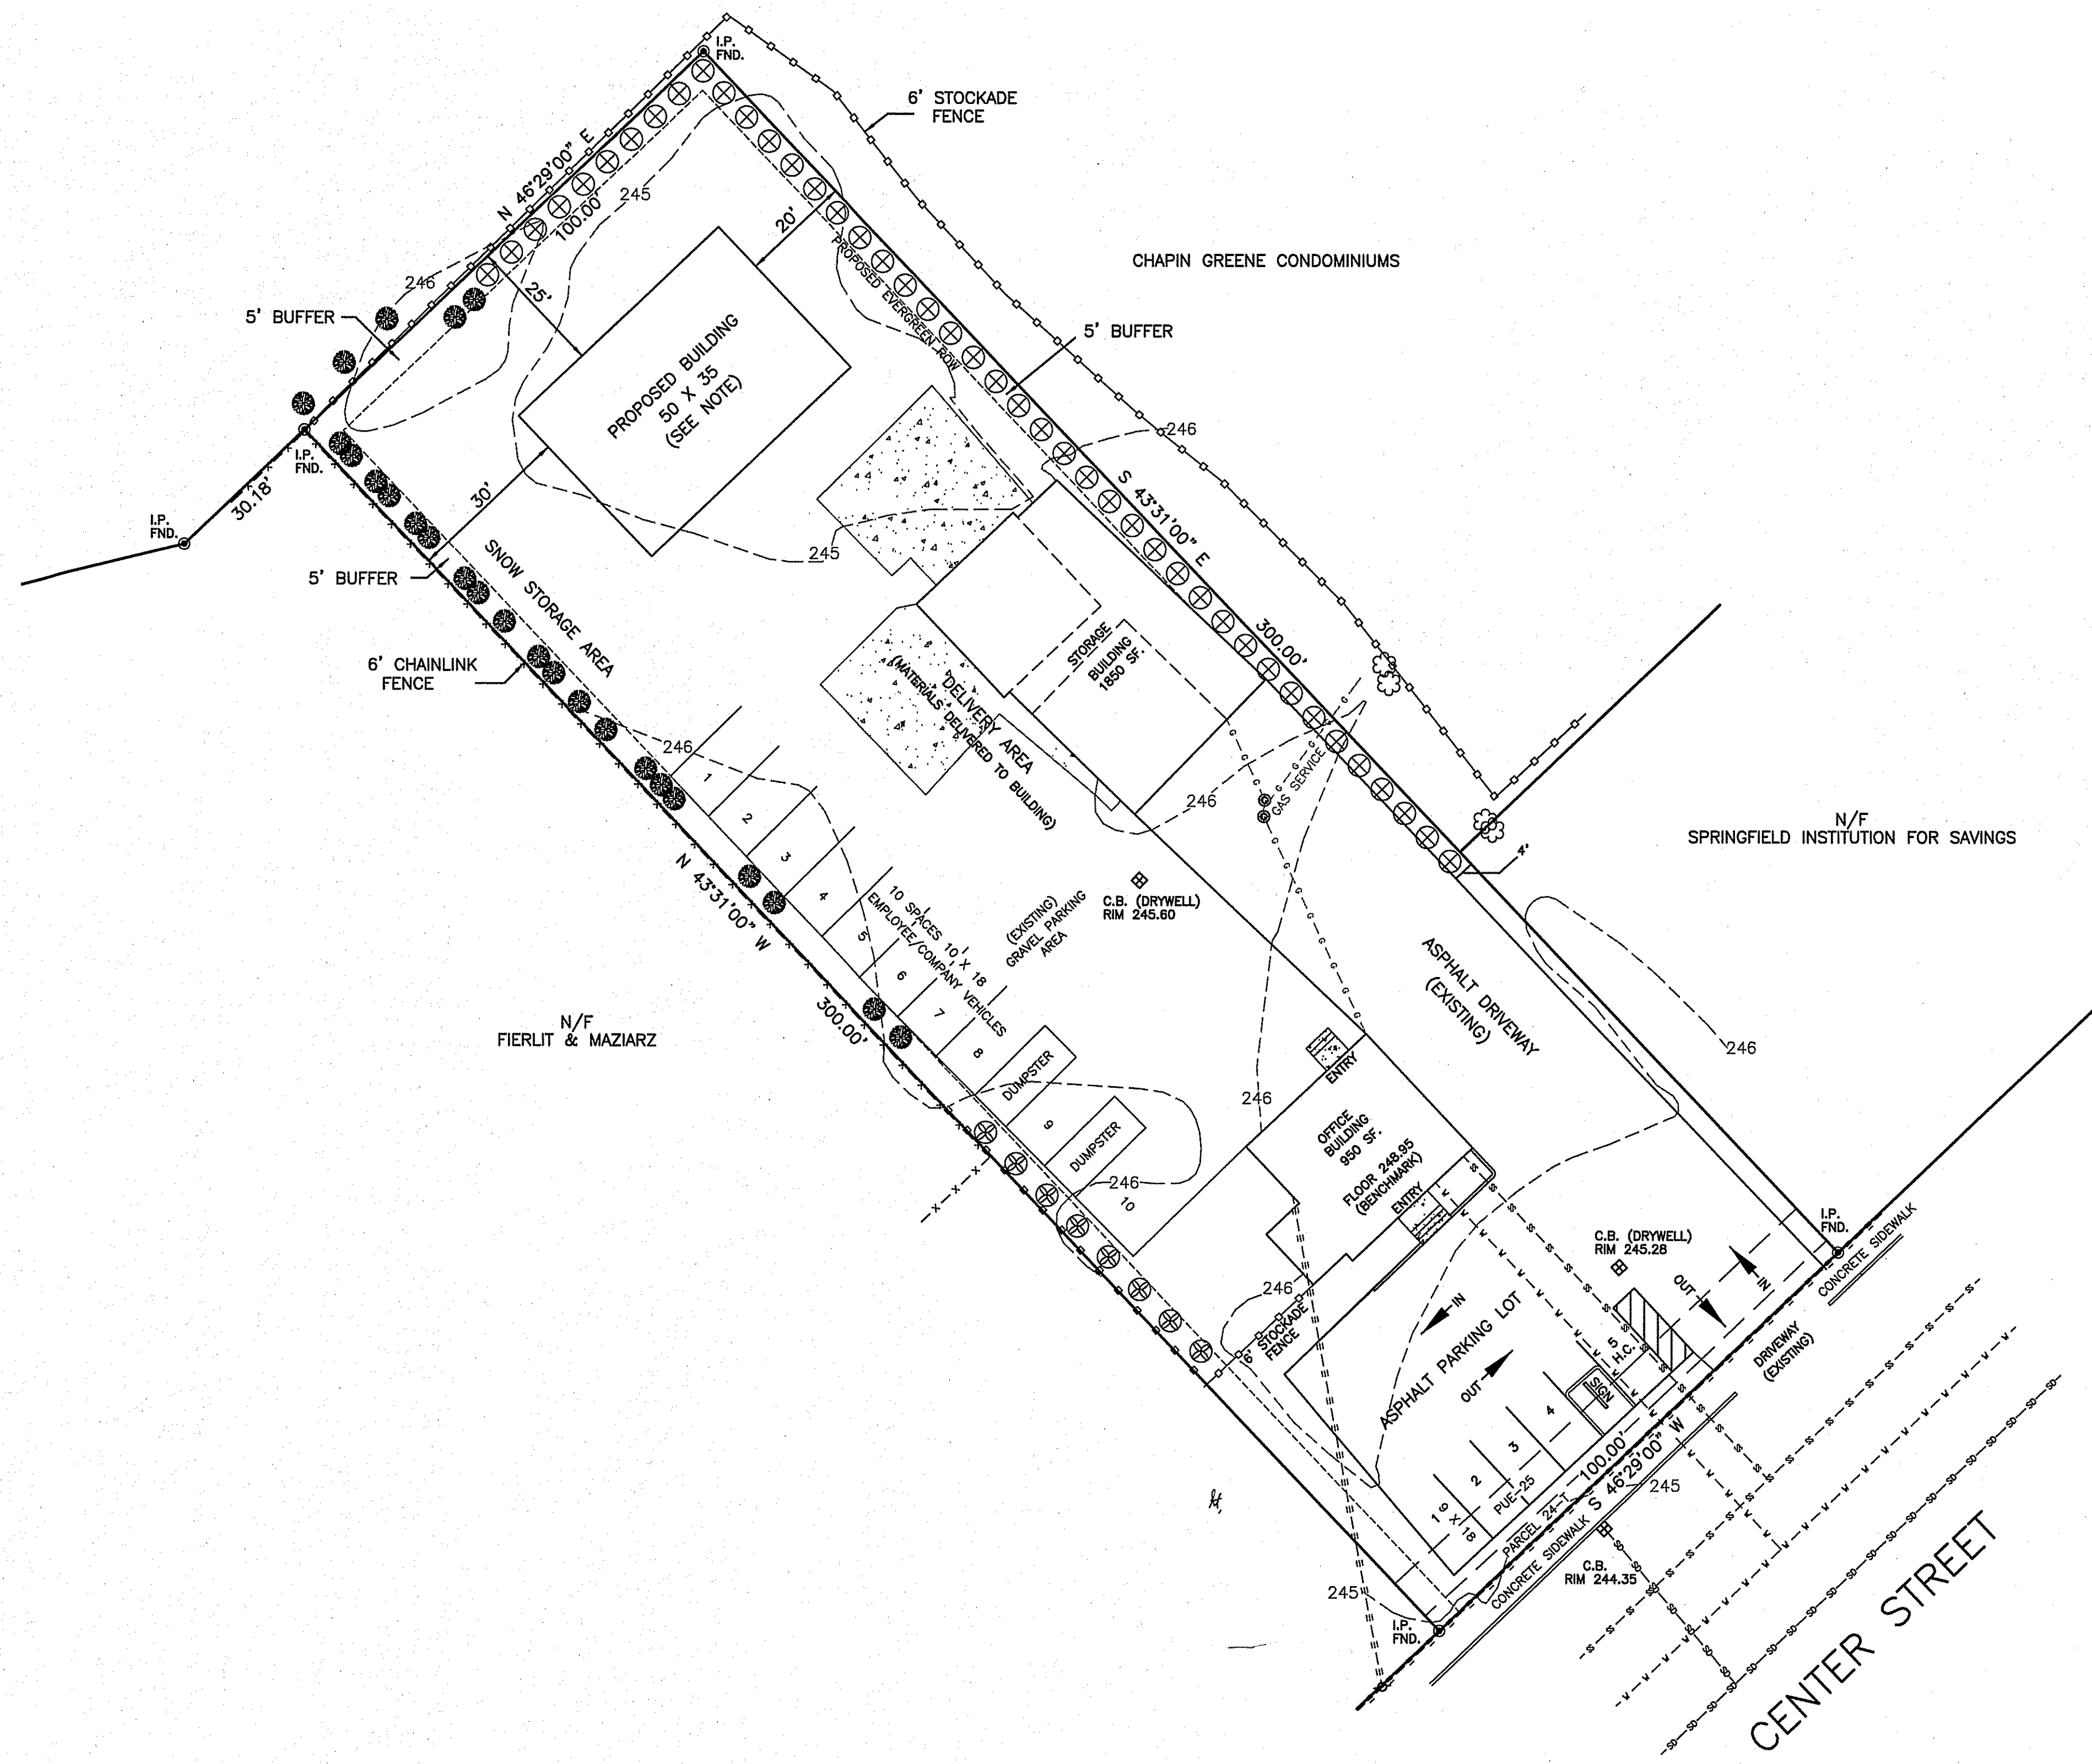 I.P.
FND.
6' STOCKADE
FENCE
N 46°29'00" E
100.00'
245
20'
CHAPIN GREENE CONDOMINIUMS
246
25'
5' BUFFER
PROPOSED EVERGREEN ROW
5' BUFFER
PROPOSED BUILDING
50 X 35
(SEE NOTE)
246
I.P.
FND.
30.18'
30'
I.P.
FND.
S 43°31'00" E
300.00'
245
5' BUFFER
SNOW STORAGE AREA
6' CHAINLINK
FENCE
STORAGE
BUILDING
1850 SF.
DELIVERY AREA
(MATERIALS DELIVERED TO BUILDING)
246
GAS SERVICE
246
1
2
3
4
5
6
7
8
9
10
N/F
SPRINGFIELD INSTITUTION FOR SAVINGS
4'
N 43°31'00" W
300.00'
10 SPACES 10' X 18'
EMPLOYEE/COMPANY VEHICLES
(EXISTING)
GRAVEL PARKING
AREA
C.B. (DRYWELL)
RIM 245.60
ASPHALT DRIVEWAY
(EXISTING)
N/F
FIERLIT & MAZIARZ
246
DUMPSTER
DUMPSTER
246
246
ENTRY
OFFICE
BUILDING
950 SF.
FLOOR 248.95
(BENCHMARK)
ENTRY
I.P.
FND.
C.B. (DRYWELL)
RIM 245.28
CONCRETE SIDEWALK
IN
OUT
246
6' STOCKADE
FENCE
IN
ASPHALT PARKING LOT
OUT
5
H.C.
DRIVEWAY
(EXISTING)
SIGN
4
3
2
1
9 X 18
PUE-25
100.00'
PARCEL 24-T
S 46°29'00" W
245
CONCRETE SIDEWALK
C.B.
RIM 244.35
245
I.P.
FND.
CENTER STREET